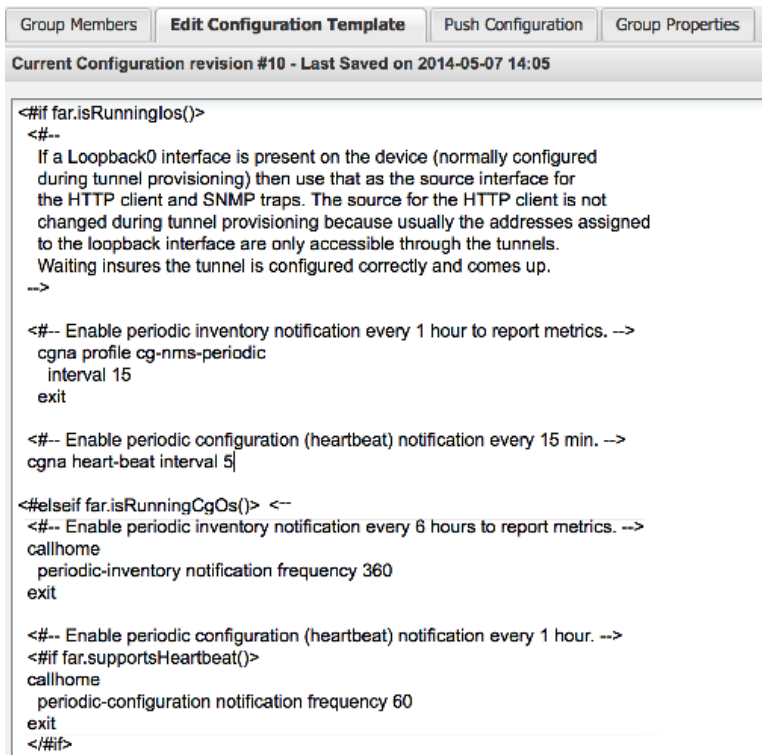 Group Members
Edit Configuration Template
Push Configuration
Group Properties
Current Configuration revision #10 - Last Saved on 2014-05-07 14:05
<#if far.isRunningIos()>
<#--
If a Loopback0 interface is present on the device (normally configured
during tunnel provisioning) then use that as the source interface for
the HTTP client and SNMP traps. The source for the HTTP client is not
changed during tunnel provisioning because usually the addresses assigned
to the loopback interface are only accessible through the tunnels.
Waiting insures the tunnel is configured correctly and comes up.
-->
<#-- Enable periodic inventory notification every 1 hour to report metrics. -->
cgna profile cg-nms-periodic
interval 15
exit
<#-- Enable periodic configuration (heartbeat) notification every 15 min. -->
cgna heart-beat interval 5
<#elseif far.isRunningCgOs()> <--
<#-- Enable periodic inventory notification every 6 hours to report metrics. -->
callhome
periodic-inventory notification frequency 360
exit
<#-- Enable periodic configuration (heartbeat) notification every 1 hour. -->
<#if far.supportsHeartbeat()>
callhome
periodic-configuration notification frequency 60
exit
</#if>